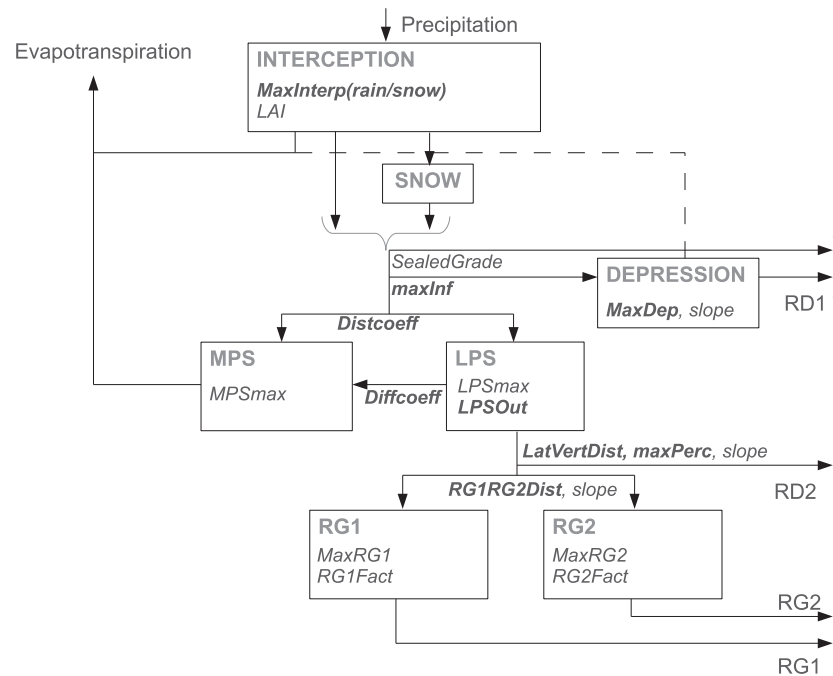 Precipitation
Evapotranspiration
INTERCEPTION
MaxInterp(rain/snow)
LAI
SNOW
SealedGrade
maxInf
DEPRESSION
MaxDep, slope
RD1
Distcoeff
MPS
MPSmax
LPS
LPSmax
LPSOut
Diffcoeff
LatVertDist, maxPerc, slope
RD2
RG1RG2Dist, slope
RG1
MaxRG1
RG1Fact
RG2
MaxRG2
RG2Fact
RG2
RG1